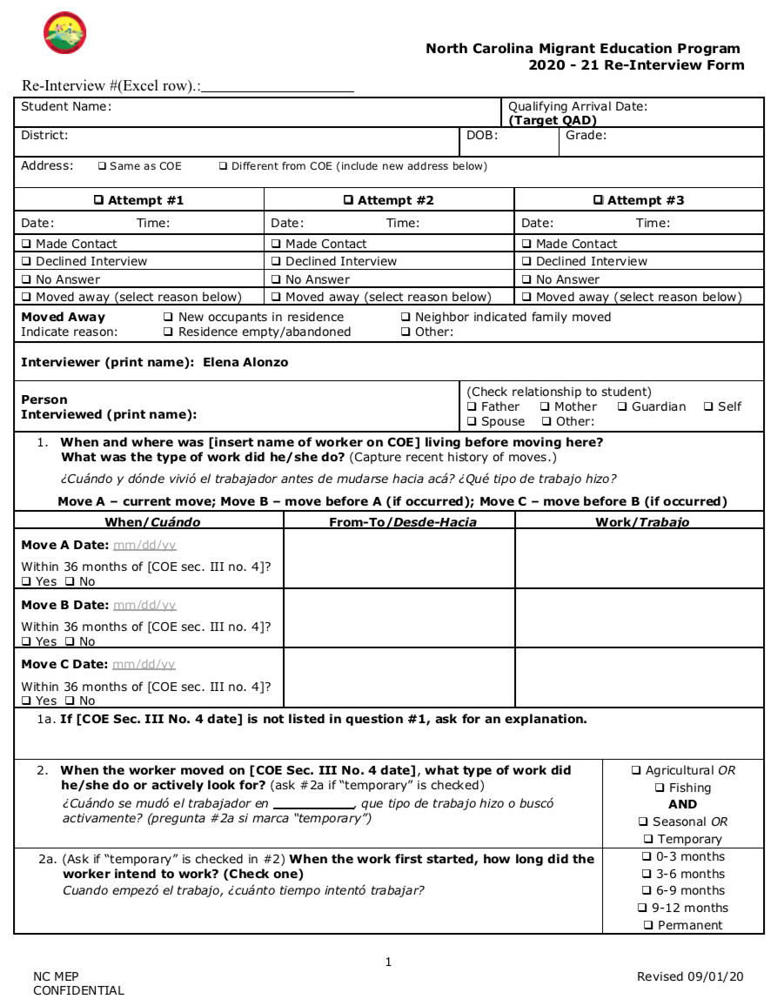 North Carolina Migrant Education Program
2020 - 21 Re-Interview Form
Re-Interview #(Excel row).:____________________
Student Name:
Qualifying Arrival Date:
(Target QAD)
District:
DOB:
Grade:
Address: ❑ Same as COE ❑ Different from COE (include new address below)
❑ Attempt #1 ❑ Attempt #2 ❑ Attempt #3
Date: Time: Date: Time: Date: Time:
❑ Made Contact ❑ Made Contact ❑ Made Contact
❑ Declined Interview ❑ Declined Interview ❑ Declined Interview
❑ No Answer ❑ No Answer ❑ No Answer
❑ Moved away (select reason below) ❑ Moved away (select reason below) ❑ Moved away (select reason below)
Moved Away ❑ New occupants in residence ❑ Neighbor indicated family moved
Indicate reason: ❑ Residence empty/abandoned ❑ Other:
Interviewer (print name): Elena Alonzo
Person
Interviewed (print name):
(Check relationship to student)
❑ Father ❑ Mother ❑ Guardian ❑ Self
❑ Spouse ❑ Other:
1. When and where was [insert name of worker on COE] living before moving here?
What was the type of work did he/she do? (Capture recent history of moves.)
¿Cuándo y dónde vivió el trabajador antes de mudarse hacia acá? ¿Qué tipo de trabajo hizo?
Move A – current move; Move B – move before A (if occurred); Move C – move before B (if occurred)
When/Cuándo From-To/Desde-Hacia Work/Trabajo
Move A Date: mm/dd/yy
Within 36 months of [COE sec. III no. 4]?
❑ Yes ❑ No
Move B Date: mm/dd/yy
Within 36 months of [COE sec. III no. 4]?
❑ Yes ❑ No
Move C Date: mm/dd/yy
Within 36 months of [COE sec. III no. 4]?
❑ Yes ❑ No
1a. If [COE Sec. III No. 4 date] is not listed in question #1, ask for an explanation.
2. When the worker moved on [COE Sec. III No. 4 date], what type of work did
he/she do or actively look for? (ask #2a if “temporary” is checked)
¿Cuándo se mudó el trabajador en ___________, que tipo de trabajo hizo o buscó
activamente? (pregunta #2a si marca “temporary”)
❑ Agricultural OR
❑ Fishing
AND
❑ Seasonal OR
❑ Temporary
2a. (Ask if “temporary” is checked in #2) When the work first started, how long did the
worker intend to work? (Check one)
Cuando empezó el trabajo, ¿cuánto tiempo intentó trabajar?
❑ 0-3 months
❑ 3-6 months
❑ 6-9 months
❑ 9-12 months
❑ Permanent
1
NC MEP Revised 09/01/20
CONFIDENTIAL